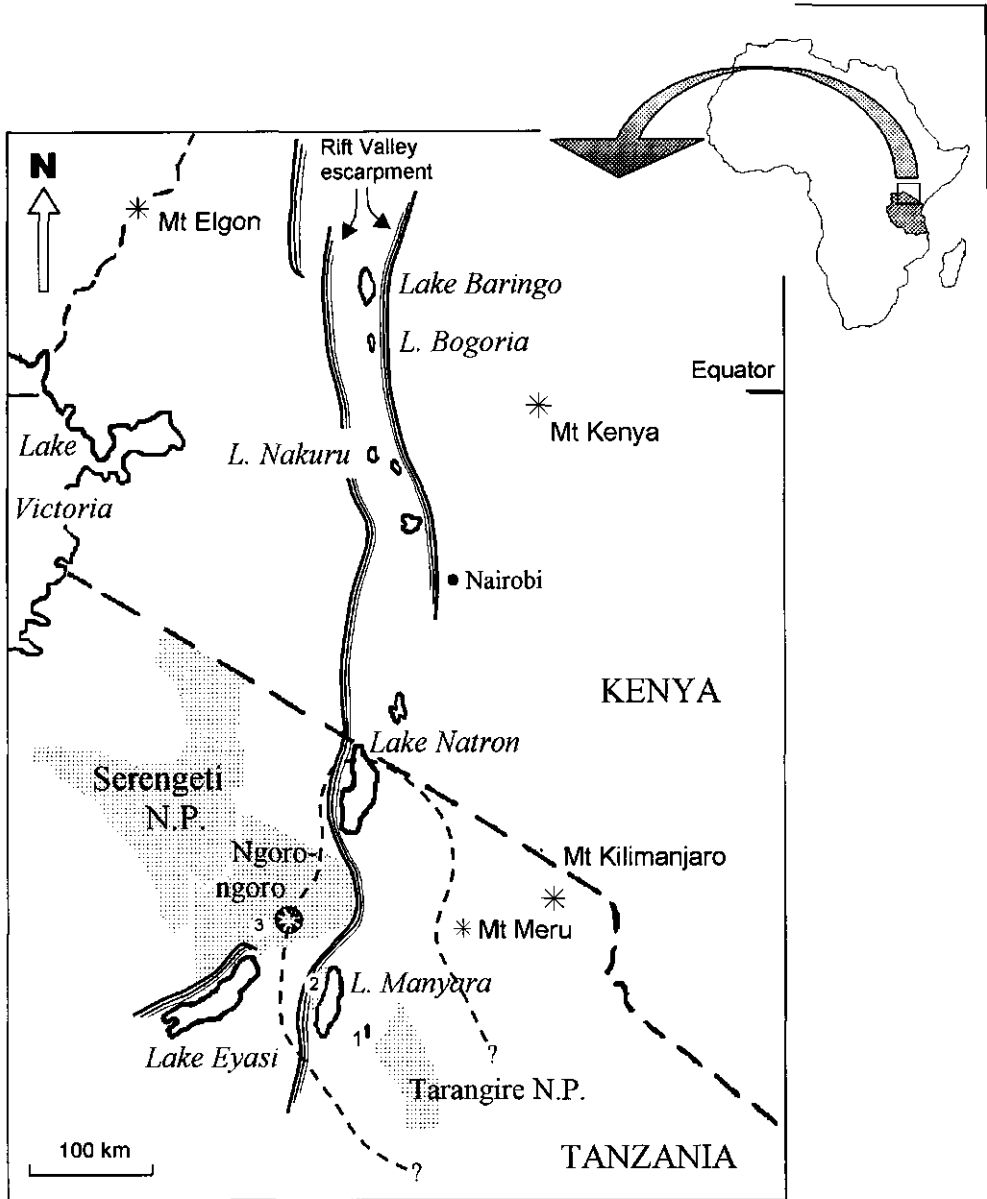 Rift Valley
escarpment
N
Mt Elgon
Lake Baringo
L. Bogoria
Equator
Mt Kenya
Lake
Victoria
L. Nakuru
Nairobi
KENYA
Lake Natron
Serengeti
N.P.
Ngoro-
ngoro
Mt Kilimanjaro
3
Mt Meru
2
L. Manyara
1
Lake Eyasi
?
Tarangire N.P.
100 km
?
TANZANIA